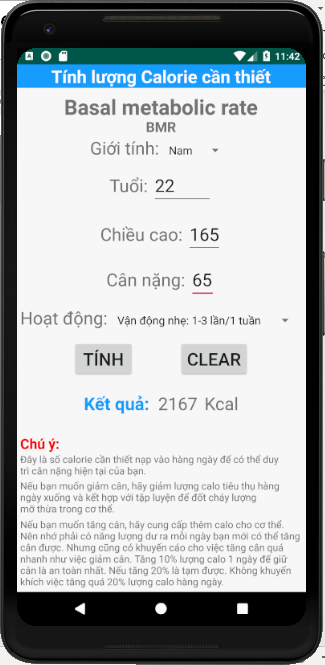 11:42
Tính lượng Calorie cần thiết
Basal metabolic rate
BMR
Giới tính: Nam
Tuổi: 22
Chiều cao: 165
Cân nặng: 65
Hoạt động: Vận động nhẹ: 1-3 lần/1 tuần
TÍNH CLEAR
Kết quả: 2167 Kcal
Chú ý:
Đây là số calorie cần thiết nạp vào hàng ngày để có thể duy
trì cân nặng hiện tại của bạn.
Nếu bạn muốn giảm cân, hãy giảm lượng calo tiêu thụ hàng
ngày xuống và kết hợp với tập luyện để đốt cháy lượng
mỡ thừa trong cơ thể.
Nếu bạn muốn tăng cân, hãy cung cấp thêm calo cho cơ thể.
Nên nhớ phải có năng lượng dư ra mỗi ngày bạn mới có thể tăng
cân được. Nhưng cũng có khuyến cáo cho việc tăng cân quá
nhanh như việc giảm cân. Tăng 10% lượng calo 1 ngày để giữ
cân là an toàn nhất. Nếu tăng 20% là tạm được. Không khuyến
khích việc tăng quá 20% lượng calo hàng ngày.